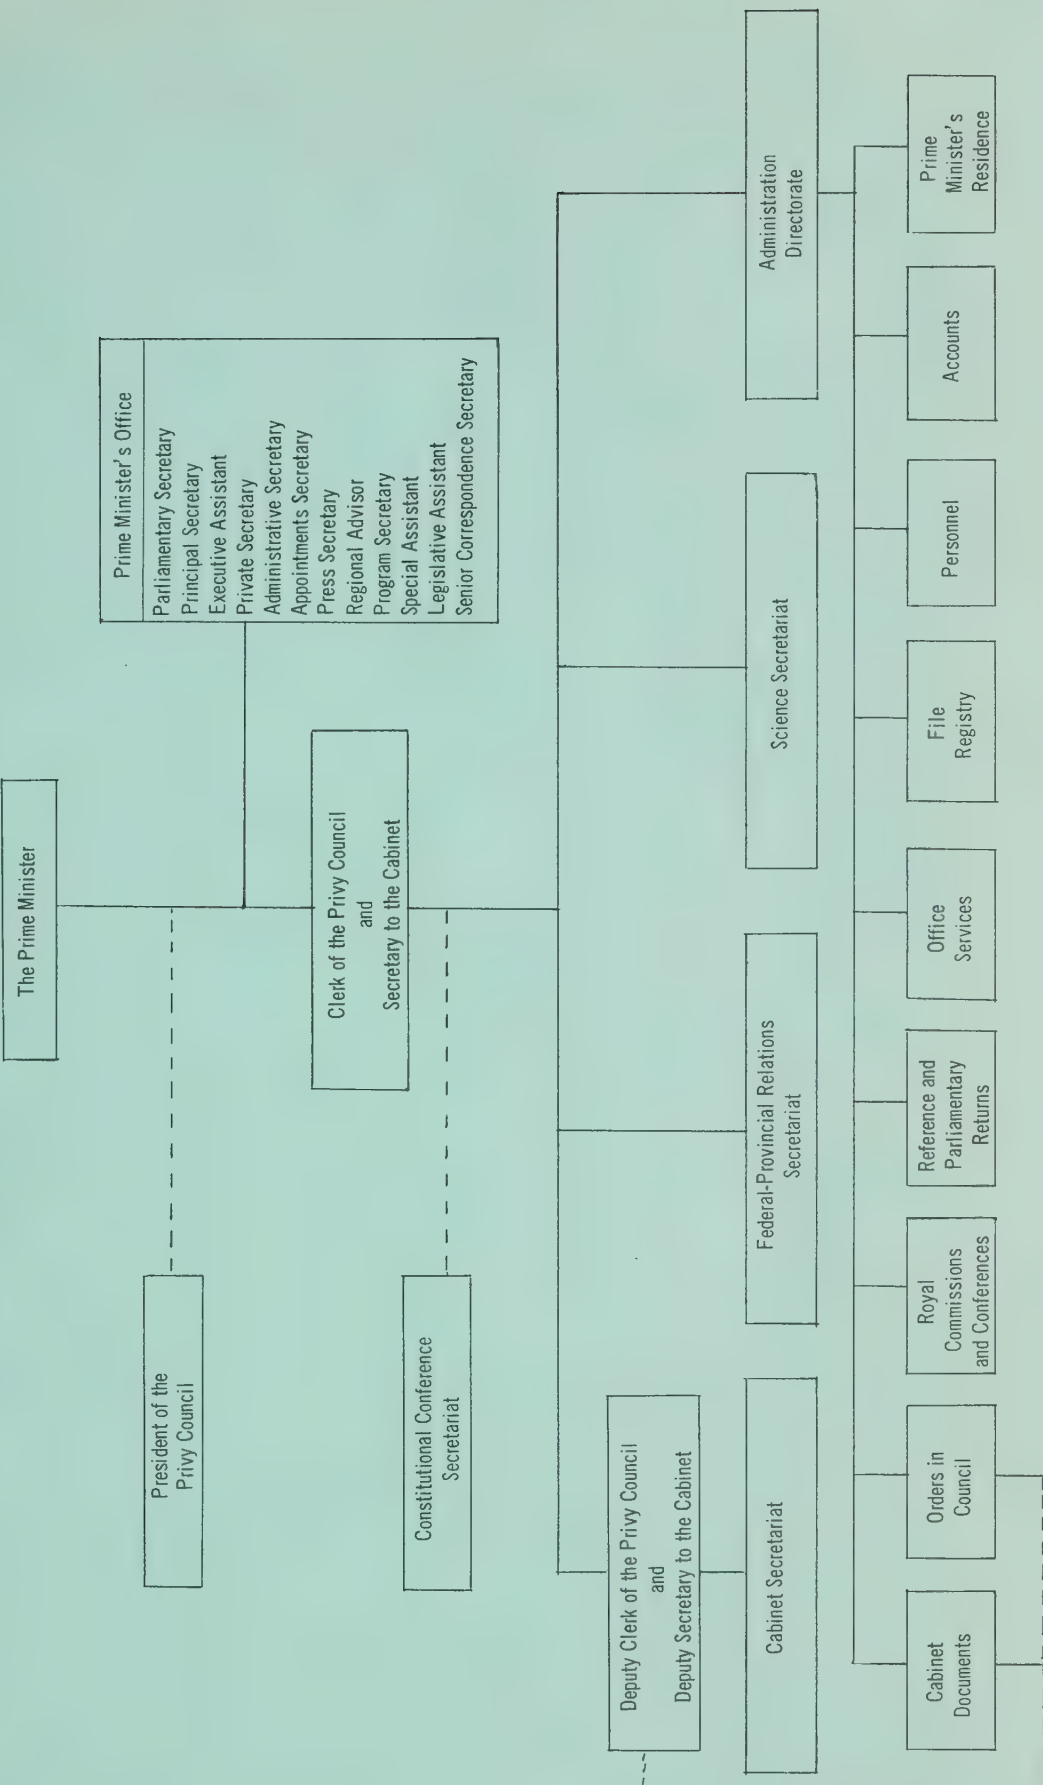 The Prime Minister
Prime Minister's Office
Parliamentary Secretary
Principal Secretary
Executive Assistant
Private Secretary
Administrative Secretary
Appointments Secretary
Press Secretary
Regional Advisor
Program Secretary
Special Assistant
Legislative Assistant
Senior Correspondence Secretary
President of the
Privy Council
Clerk of the Privy Council
and
Secretary to the Cabinet
Constitutional Conference
Secretariat
Deputy Clerk of the Privy Council
and
Deputy Secretary to the Cabinet
Cabinet Secretariat
Federal-Provincial Relations
Secretariat
Science Secretariat
Administration
Directorate
Cabinet
Documents
Orders in
Council
Royal
Commissions
and Conferences
Reference and
Parliamentary
Returns
Office
Services
File
Registry
Personnel
Accounts
Prime
Minister's
Residence